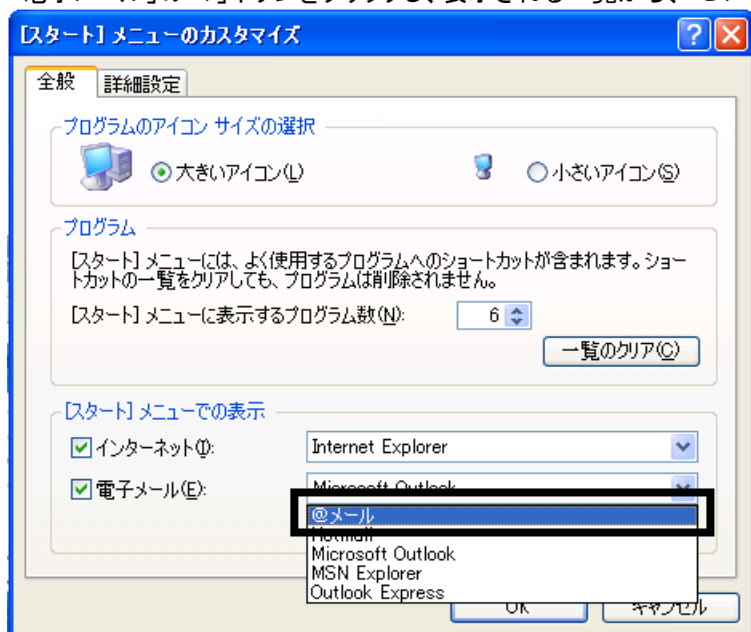 [スタート] メニューのカスタマイズ
全般
詳細設定
プログラムのアイコン サイズの選択
大きいアイコン(L)
小さいアイコン(S)
プログラム
[スタート] メニューには、よく使用するプログラムへのショートカットが含まれます。ショー
トカットの一覧をクリアしても、プログラムは削除されません。
[スタート] メニューに表示するプログラム数(N):
6
一覧のクリア(C)
[スタート] メニューでの表示
インターネット(I):
Internet Explorer
電子メール(E):
Microsoft Outlook
@メール
Hotmail
Microsoft Outlook
MSN Explorer
Outlook Express
OK
キャンセル